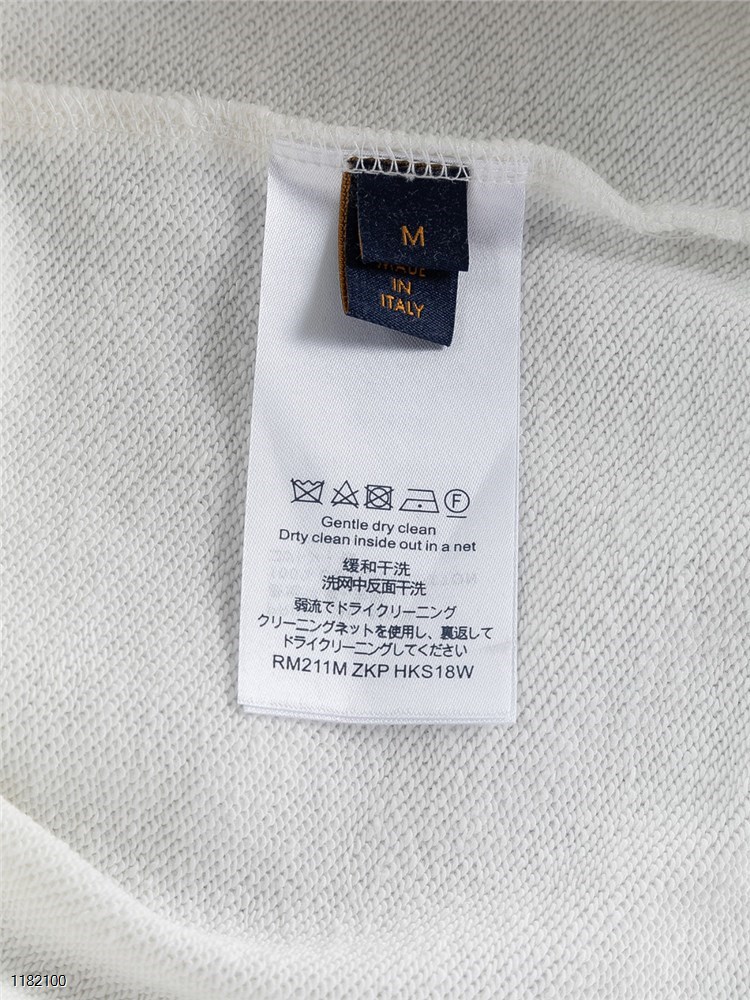 M
MADE
IN
ITALY
F
Gentle dry clean
Drty clean inside out in a net
缓和干洗
洗网中反面干洗
弱流でドライクリーニング
クリーニングネットを使用し、裏返して
ドライクリーニングしてください
RM211M ZKP HKS18W
1182100